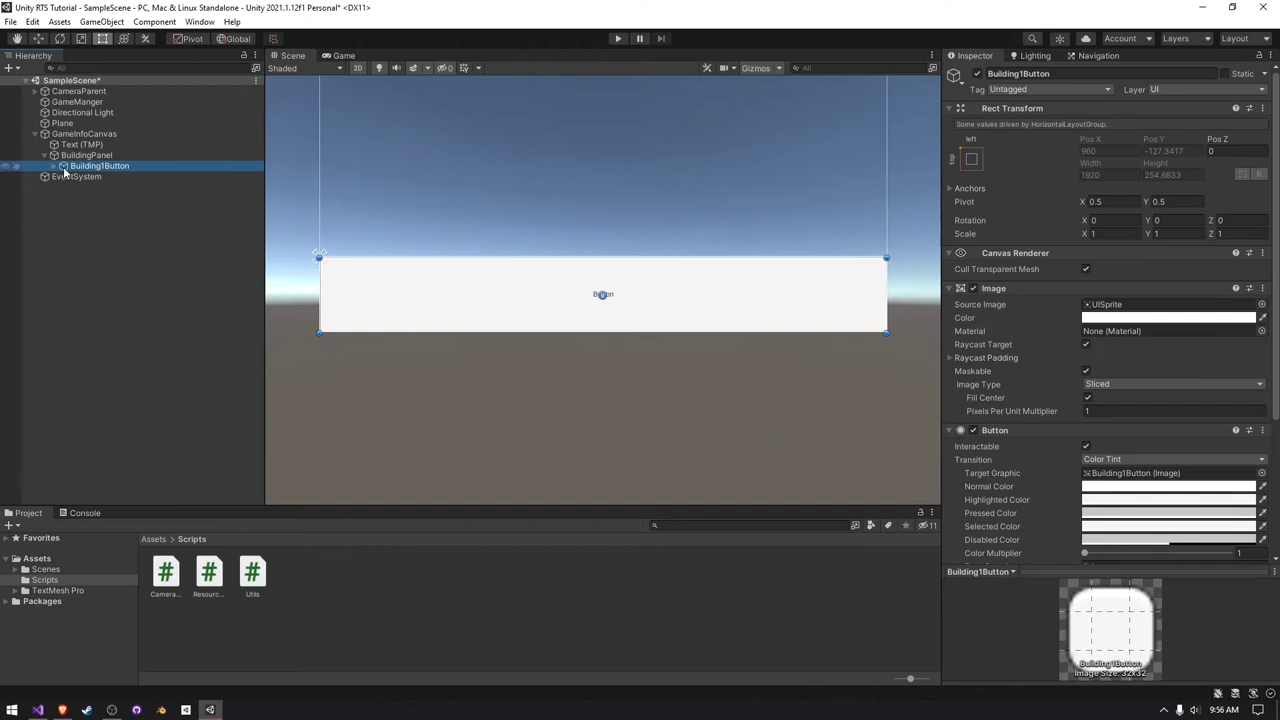 Unity RTS - SampleScene - PC, Mac & Linux Standalone - Unity 2021.1.12f1 Personal* <DX11>
File Edit Assets GameObject Component Window Help
Pivot Global Account Layers Layout
Hierarchy
All
SampleScene*
CameraParent
GameManger
Directional Light
Plane
GameInfoCanvas
Text (TMP)
BuildingPanel
Building1Button
EventSystem
Scene Game
Shaded 2D 0 Gizmos All
Button
Inspector Lighting Navigation
Building1Button Static
Tag Untagged Layer UI
Rect Transform
Some values driven by HorizontalLayoutGroup.
left Pos X Pos Y Pos Z
top 960 -127.3417 0
Width Height
1920 254.6833 R
Anchors
Pivot X 0.5 Y 0.5
Rotation X 0 Y 0 Z 0
Scale X 1 Y 1 Z 1
Canvas Renderer
Cull Transparent Mesh
Image
Source Image UISprite
Color
Material None (Material)
Raycast Target
Raycast Padding
Maskable
Image Type Sliced
Fill Center
Pixels Per Unit Multiplier 1
Button
Interactable
Transition Color Tint
Target Graphic Building1Button (Image)
Normal Color
Highlighted Color
Pressed Color
Selected Color
Disabled Color
Color Multiplier 1
Building1Button
Building1Button
Image Size: 32x32
Project Console
11
Favorites
Assets
Scenes
Scripts
TextMesh Pro
Packages
Assets Scripts
Camera... Resourc... Utils
9:56 AM